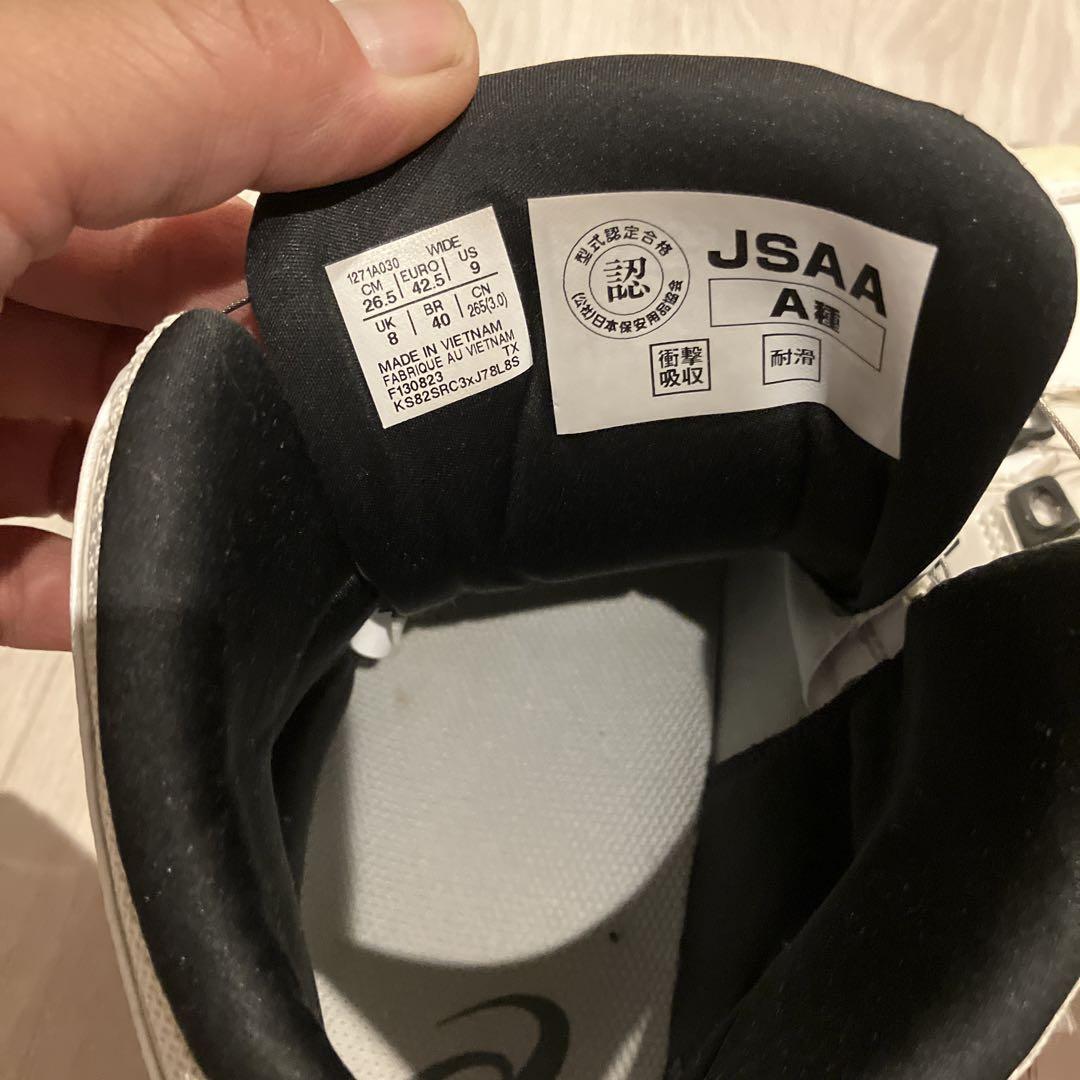 1271A030 WIDE
CM EURO US
26.5 42.5 9
UK BR CN
8 40 265(3.0)
MADE IN VIETNAM
FABRIQUE AU VIETNAM
F130823 TX
KS82SRC3xJ78L8S
型式認定合格
認
(公社)日本保安用品協会
JSAA
A種
衝撃
吸収
耐滑